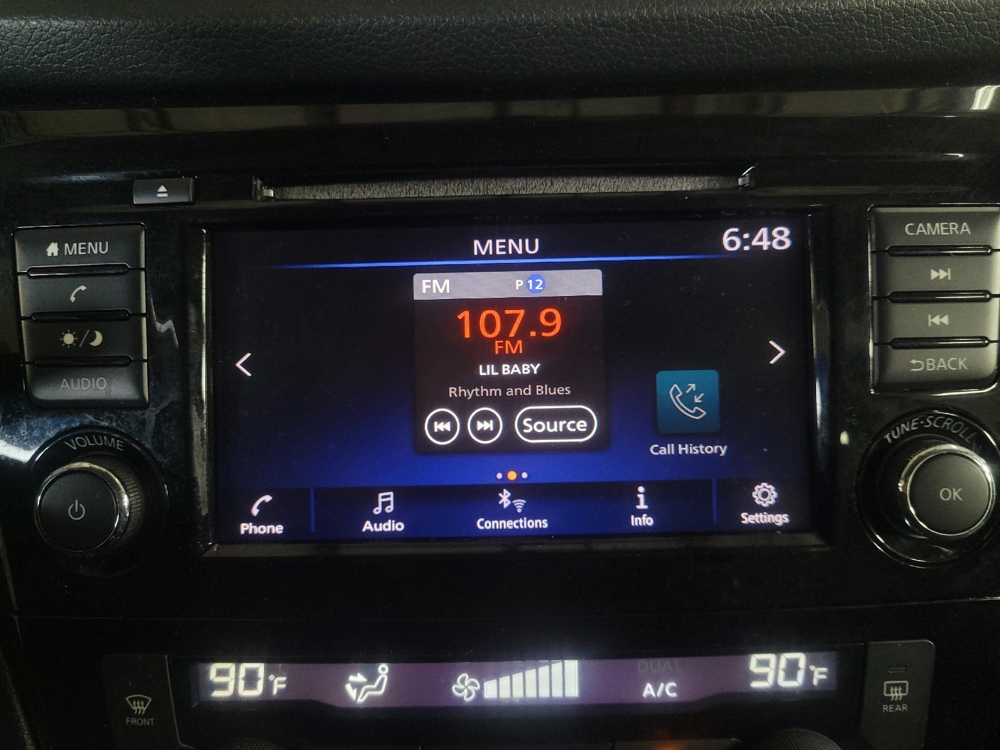 MENU
AUDIO
VOLUME
MENU
6:48
FM
P 12
107.9
FM
LIL BABY
Rhythm and Blues
Source
Call History
Phone
Audio
Connections
Info
Settings
CAMERA
BACK
TUNE·SCROLL
OK
90°F
DUAL
A/C
90°F
FRONT
REAR